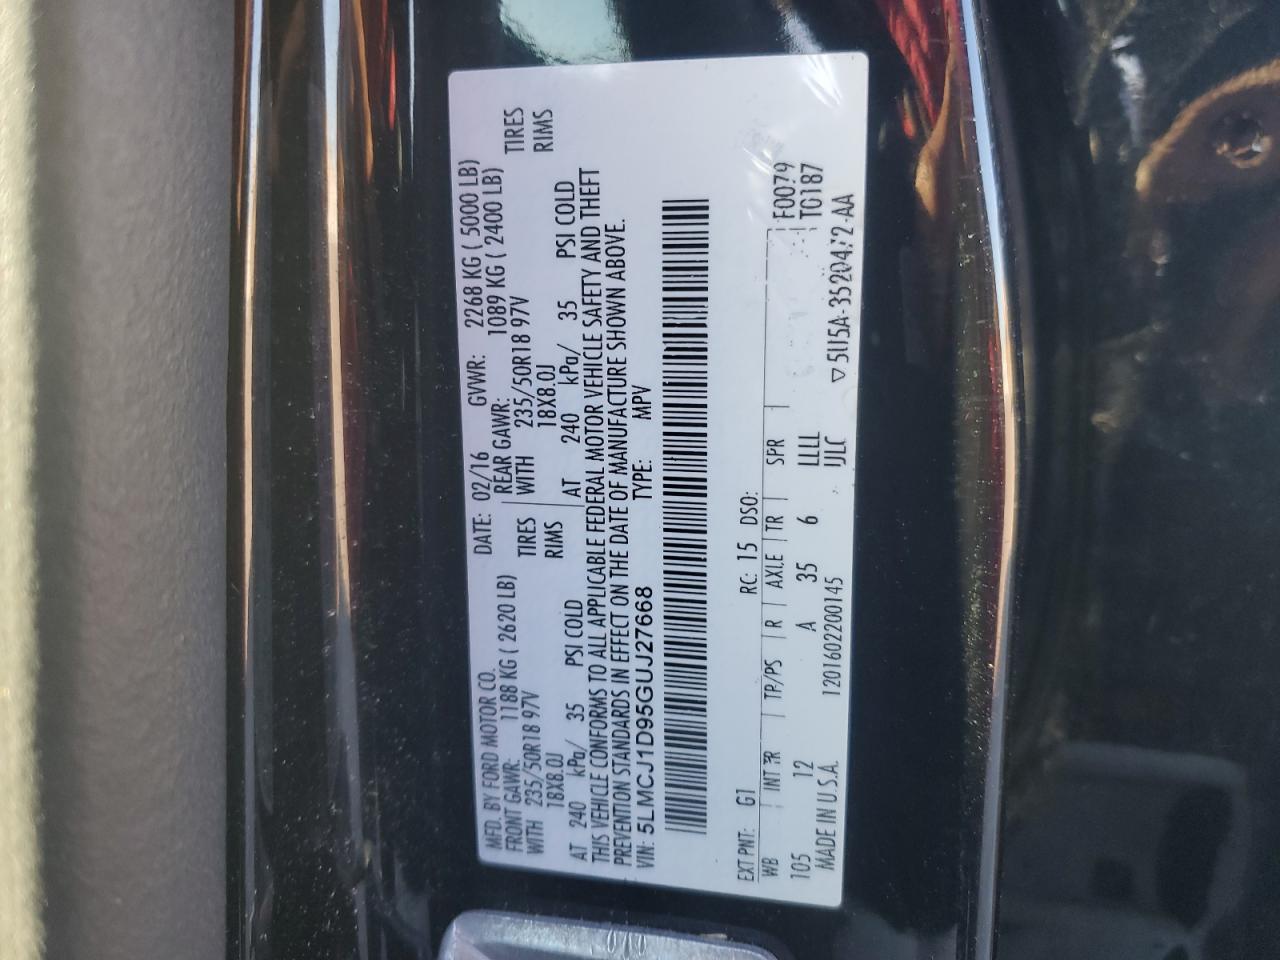 MFD. BY FORD MOTOR CO. DATE: 02/16 GVWR: 2268 KG ( 5000 LB)
FRONT GAWR: 1188 KG ( 2620 LB) REAR GAWR: 1089 KG ( 2400 LB)
WITH 235/50R18 97V TIRES WITH 235/50R18 97V TIRES
18X8.0J RIMS 18X8.0J RIMS
AT 240 kPa/ 35 PSI COLD AT 240 kPa/ 35 PSI COLD
THIS VEHICLE CONFORMS TO ALL APPLICABLE FEDERAL MOTOR VEHICLE SAFETY AND THEFT
PREVENTION STANDARDS IN EFFECT ON THE DATE OF MANUFACTURE SHOWN ABOVE.
VIN: 5LMCJ1D95GUJ27668 TYPE: MPV
EXT PNT: G1 RC: 15 DSO: F0079
WB INT TR TP/PS R AXLE TR SPR TG187
105 12 A 35 6 LLLL
MADE IN U.S.A. 1201602200145 UJLC ▽5U5A-3520472-AA